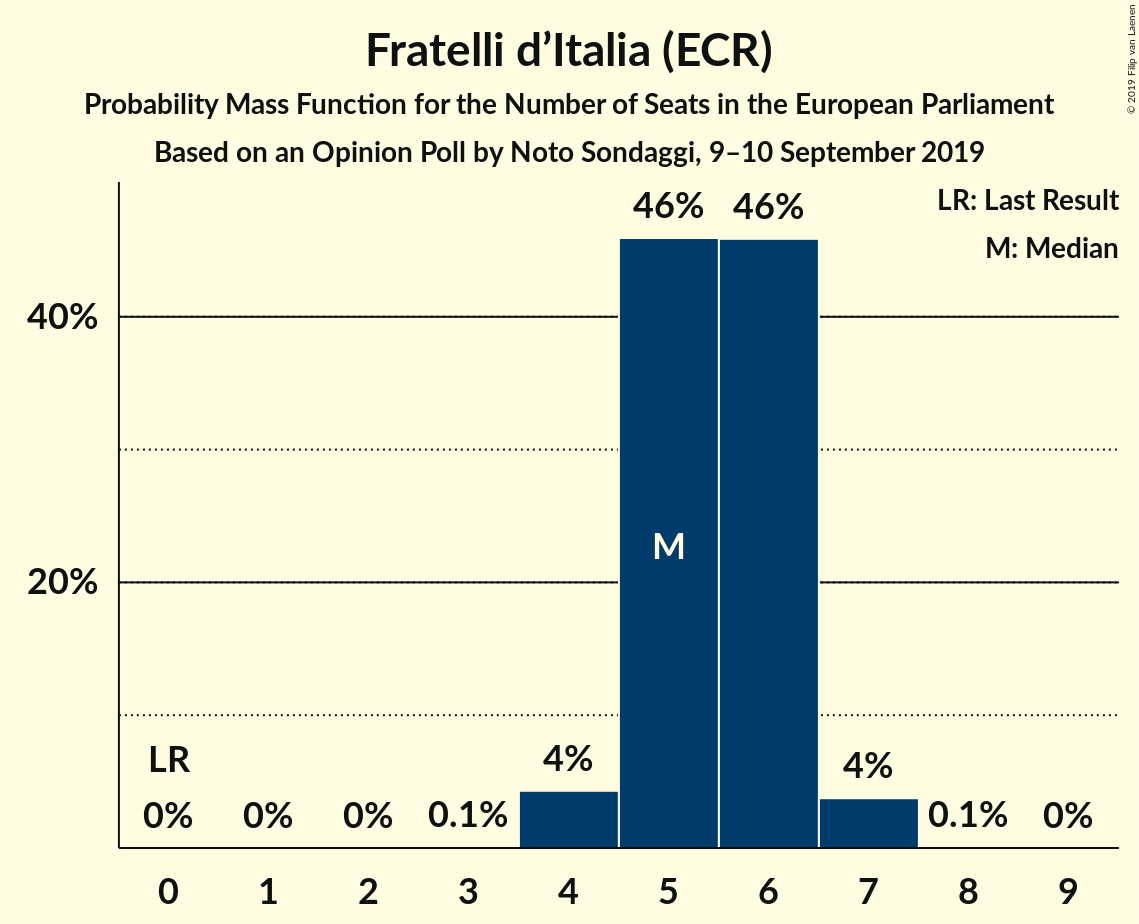 Fratelli d’Italia (ECR)
Probability Mass Function for the Number of Seats in the European Parliament
Based on an Opinion Poll by Noto Sondaggi, 9–10 September 2019
© 2019 Filip van Laenen
LR: Last Result
M: Median
46% 46%
40%
M
20%
LR
4% 4%
0% 0% 0% 0.1% 0.1% 0%
0 1 2 3 4 5 6 7 8 9